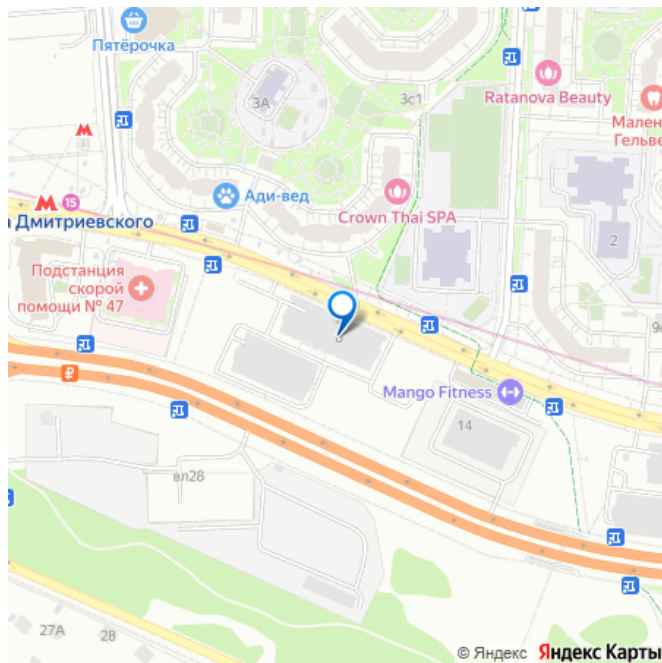 Пятёрочка
3А
3с1
Ratanova Beauty
Мален
Гельве
М
М 15
а Дмитриевского
Ади-вед
Crown Thai SPA
2
Подстанция
скорой
помощи № 47
₽
Mango Fitness
14
вл28
27А
28
© Яндекс
Яндекс Карты